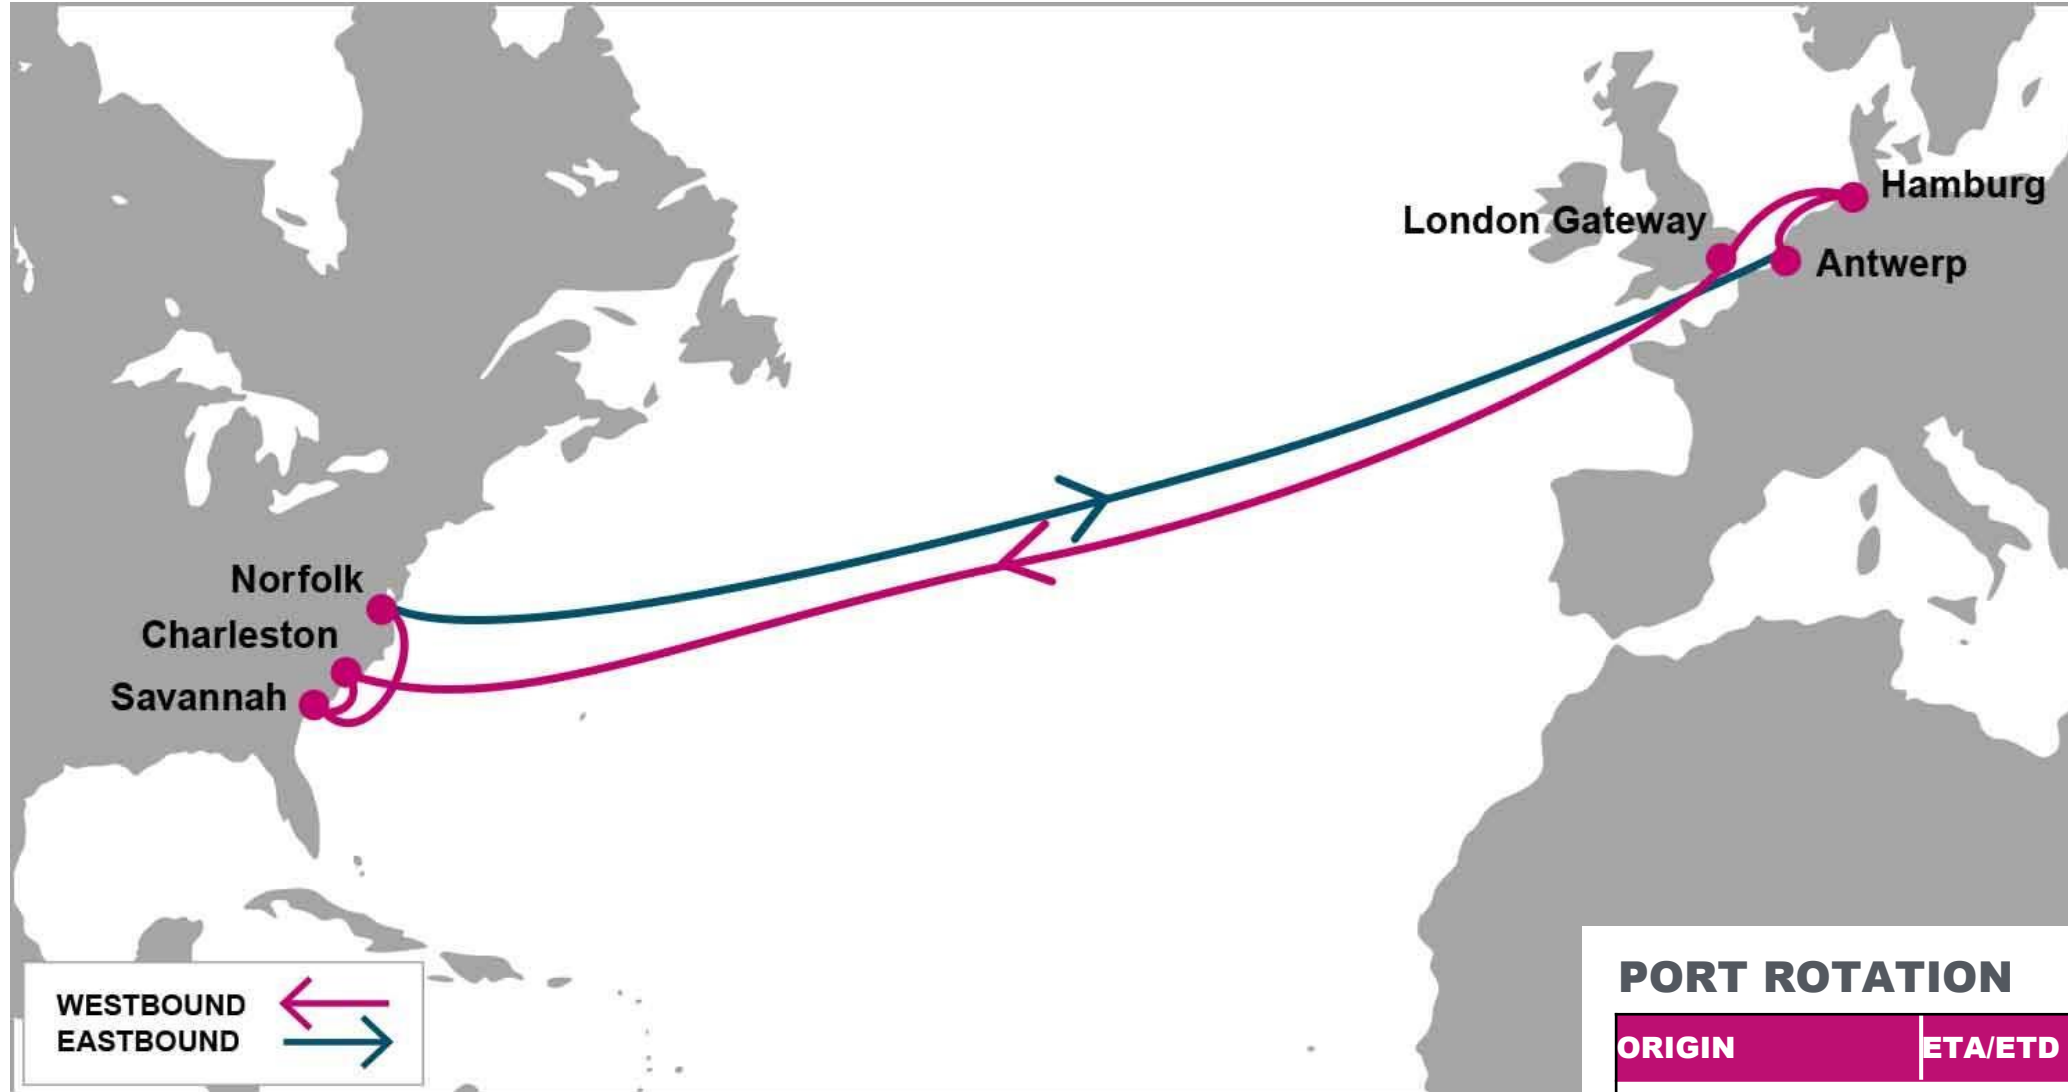 Hamburg
London Gateway
Antwerp
Norfolk
Charleston
Savannah
WESTBOUND
EASTBOUND
PORT ROTATION
ORIGIN ETA/ETD